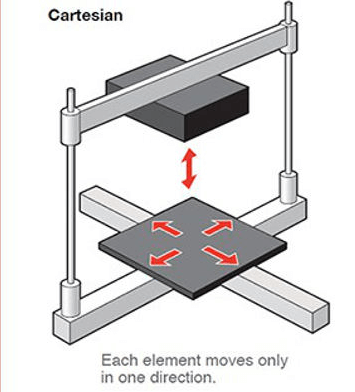 Cartesian
Each element moves only
in one direction.